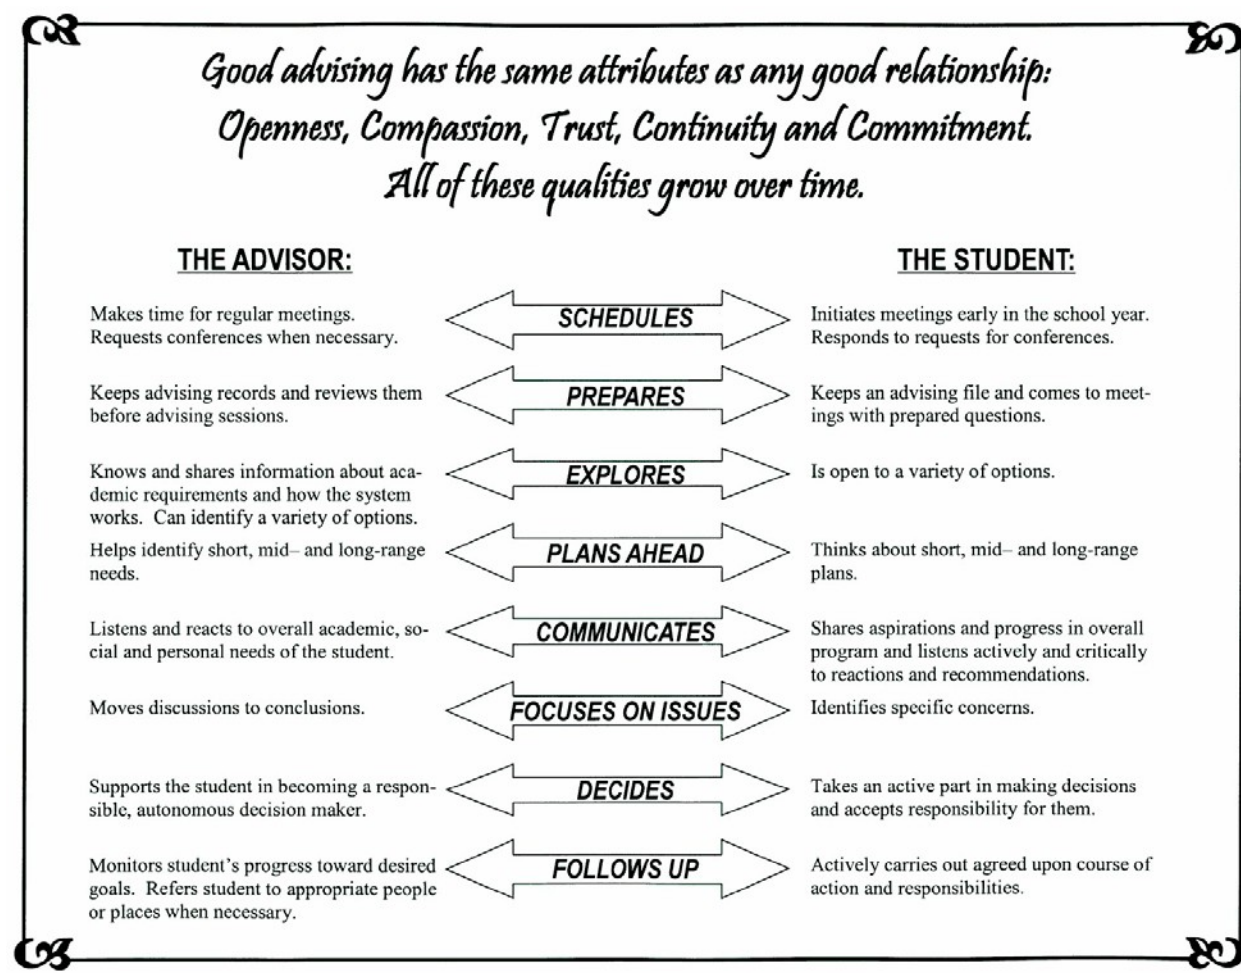 Good advising has the same attributes as any good relationship:
Openness, Compassion, Trust, Continuity and Commitment.
All of these qualities grow over time.
THE ADVISOR:
THE STUDENT:
Makes time for regular meetings.
Requests conferences when necessary.
SCHEDULES
Initiates meetings early in the school year.
Responds to requests for conferences.
Keeps advising records and reviews them
before advising sessions.
PREPARES
Keeps an advising file and comes to meet-
ings with prepared questions.
Knows and shares information about aca-
demic requirements and how the system
works. Can identify a variety of options.
EXPLORES
Is open to a variety of options.
Helps identify short, mid– and long-range
needs.
PLANS AHEAD
Thinks about short, mid– and long-range
plans.
Listens and reacts to overall academic, so-
cial and personal needs of the student.
COMMUNICATES
Shares aspirations and progress in overall
program and listens actively and critically
to reactions and recommendations.
Moves discussions to conclusions.
FOCUSES ON ISSUES
Identifies specific concerns.
Supports the student in becoming a respon-
sible, autonomous decision maker.
DECIDES
Takes an active part in making decisions
and accepts responsibility for them.
Monitors student's progress toward desired
goals. Refers student to appropriate people
or places when necessary.
FOLLOWS UP
Actively carries out agreed upon course of
action and responsibilities.